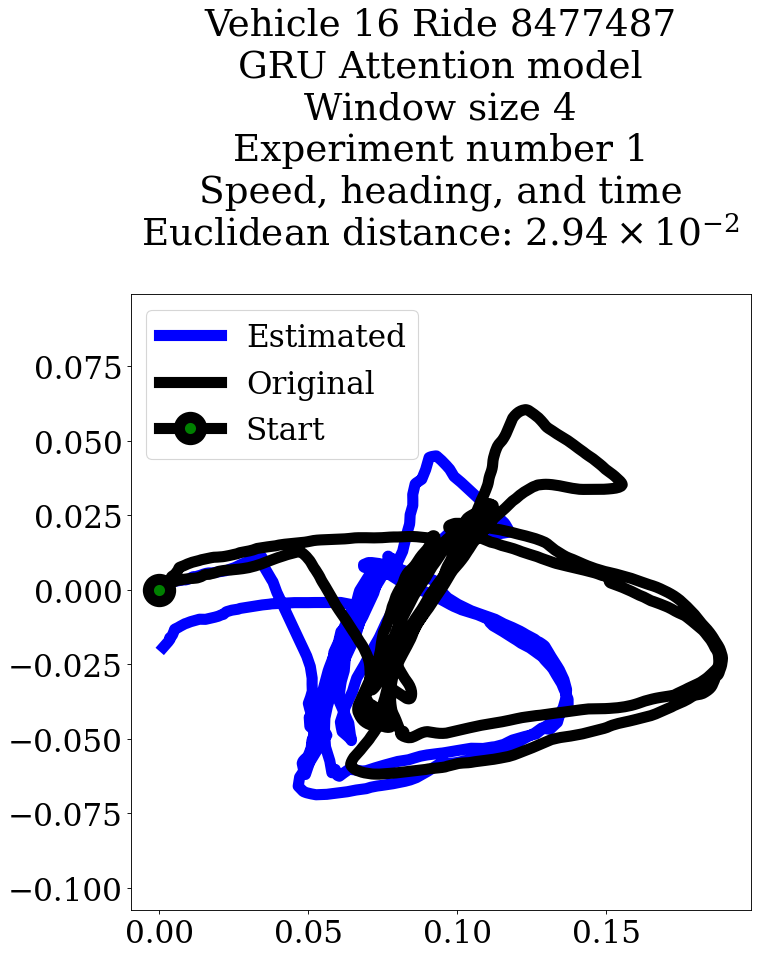 Vehicle 16 Ride 8477487
GRU Attention model
Window size 4
Experiment number 1
Speed, heading, and time
Euclidean distance: 2.94 × 10⁻²
Estimated
Original
Start
0.075
0.050
0.025
0.000
−0.025
−0.050
−0.075
−0.100
0.00 0.05 0.10 0.15